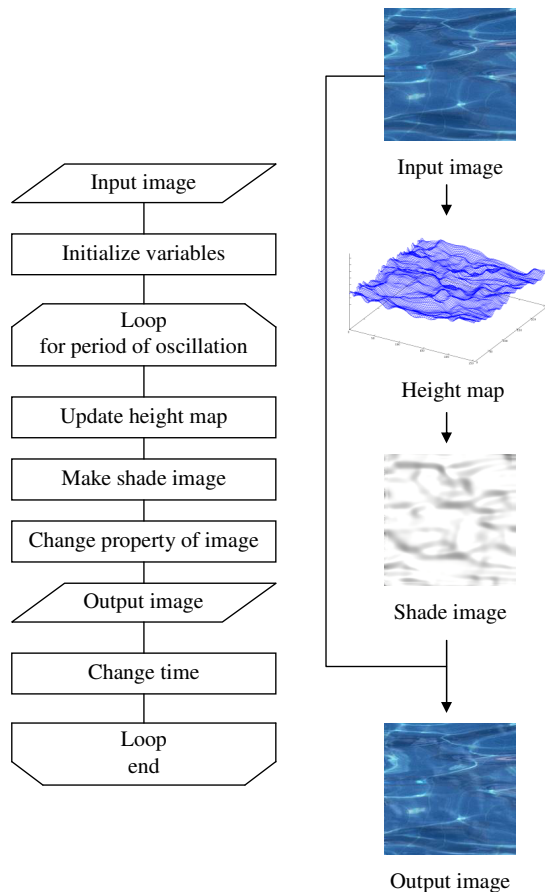 Input image
Initialize variables
Loop
for period of oscillation
Update height map
Make shade image
Change property of image
Output image
Change time
Loop
end
Input image
Height map
Shade image
Output image